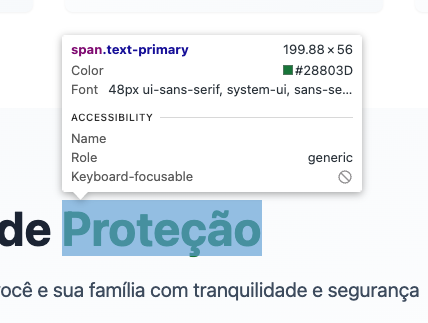 span.text-primary 199.88 × 56
Color #28803D
Font 48px ui-sans-serif, system-ui, sans-se...
ACCESSIBILITY
Name
Role generic
Keyboard-focusable
de Proteção
ocê e sua família com tranquilidade e segurança